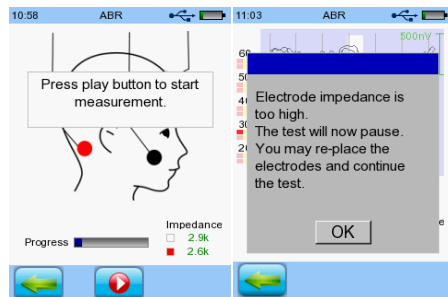 10:58 ABR
Press play button to start
measurement.
Impedance
2.9k
Progress
2.6k
11:03 ABR
500nV
60
50
40
30
20
Electrode impedance is
too high.
The test will now pause.
You may re-place the
electrodes and continue
the test.
OK